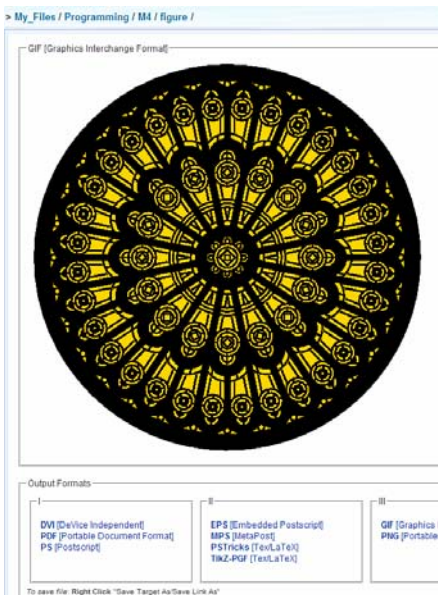 > My_Files / Programming / M4 / figure /
GIF [Graphics Interchange Format]
Output Formats
I
DVI [DeVice Independent]
PDF [Portable Document Format]
PS [Postscript]
II
EPS [Embedded Postacript]
MPS [MetaPost]
PSTricks [Tex/LaTeX]
TikZ-PGF [Tex/LaTeX]
III
GIF [Graphics
PNG [Portable
To save file: Right Click "Save Target As/Save Link As"